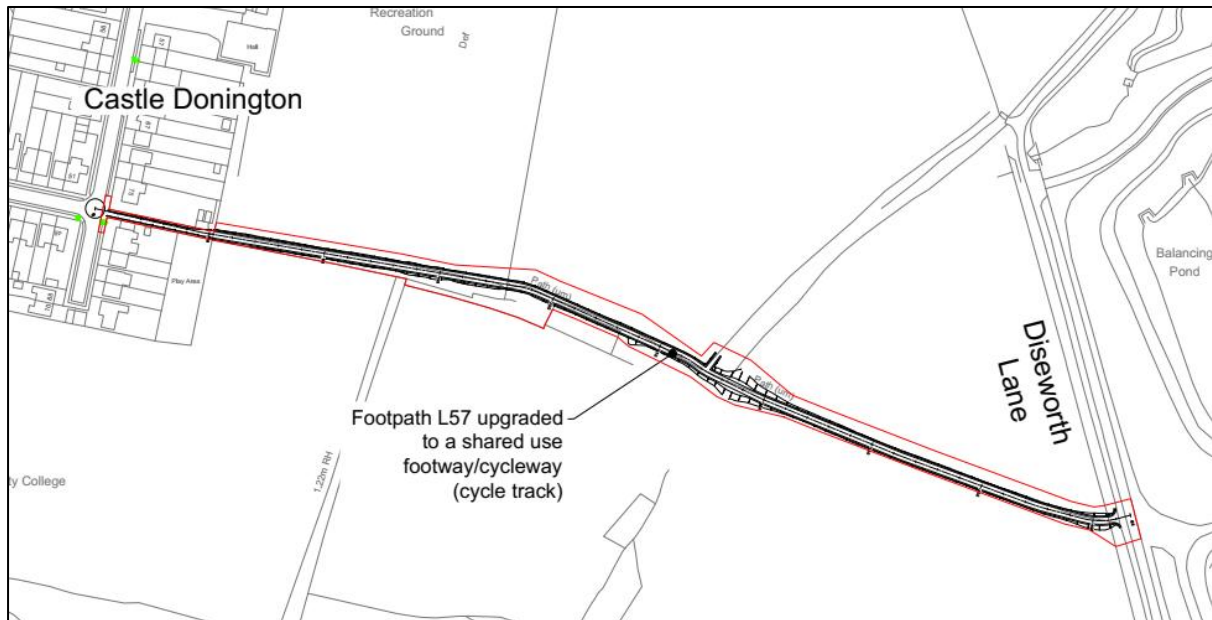 Recreation
Ground
Def
Hall
Castle Donington
Play Area
Path (um)
Path (um)
Footpath L57 upgraded
to a shared use
footway/cycleway
(cycle track)
1.22m RH
ty College
Diseworth
Lane
Balancing
Pond